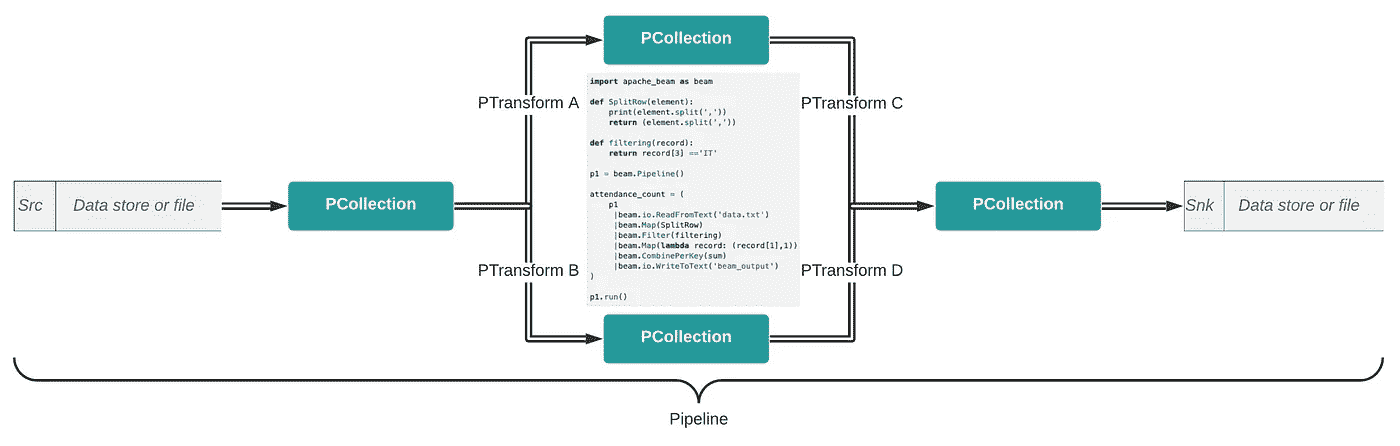 PCollection
PTransform A
PTransform C
import apache_beam as beam
def SplitRow(element):
    print(element.split(','))
    return (element.split(','))
def filtering(record):
    return record[3] =='IT'
p1 = beam.Pipeline()
attendance_count = (
    p1
     |beam.io.ReadFromText('data.txt')
     |beam.Map(SplitRow)
     |beam.Filter(filtering)
     |beam.Map(lambda record: (record[1],1))
     |beam.CombinePerKey(sum)
     |beam.io.WriteToText('beam_output')
)
p1.run()
Src
Data store or file
PCollection
PCollection
Snk
Data store or file
PTransform B
PTransform D
PCollection
Pipeline